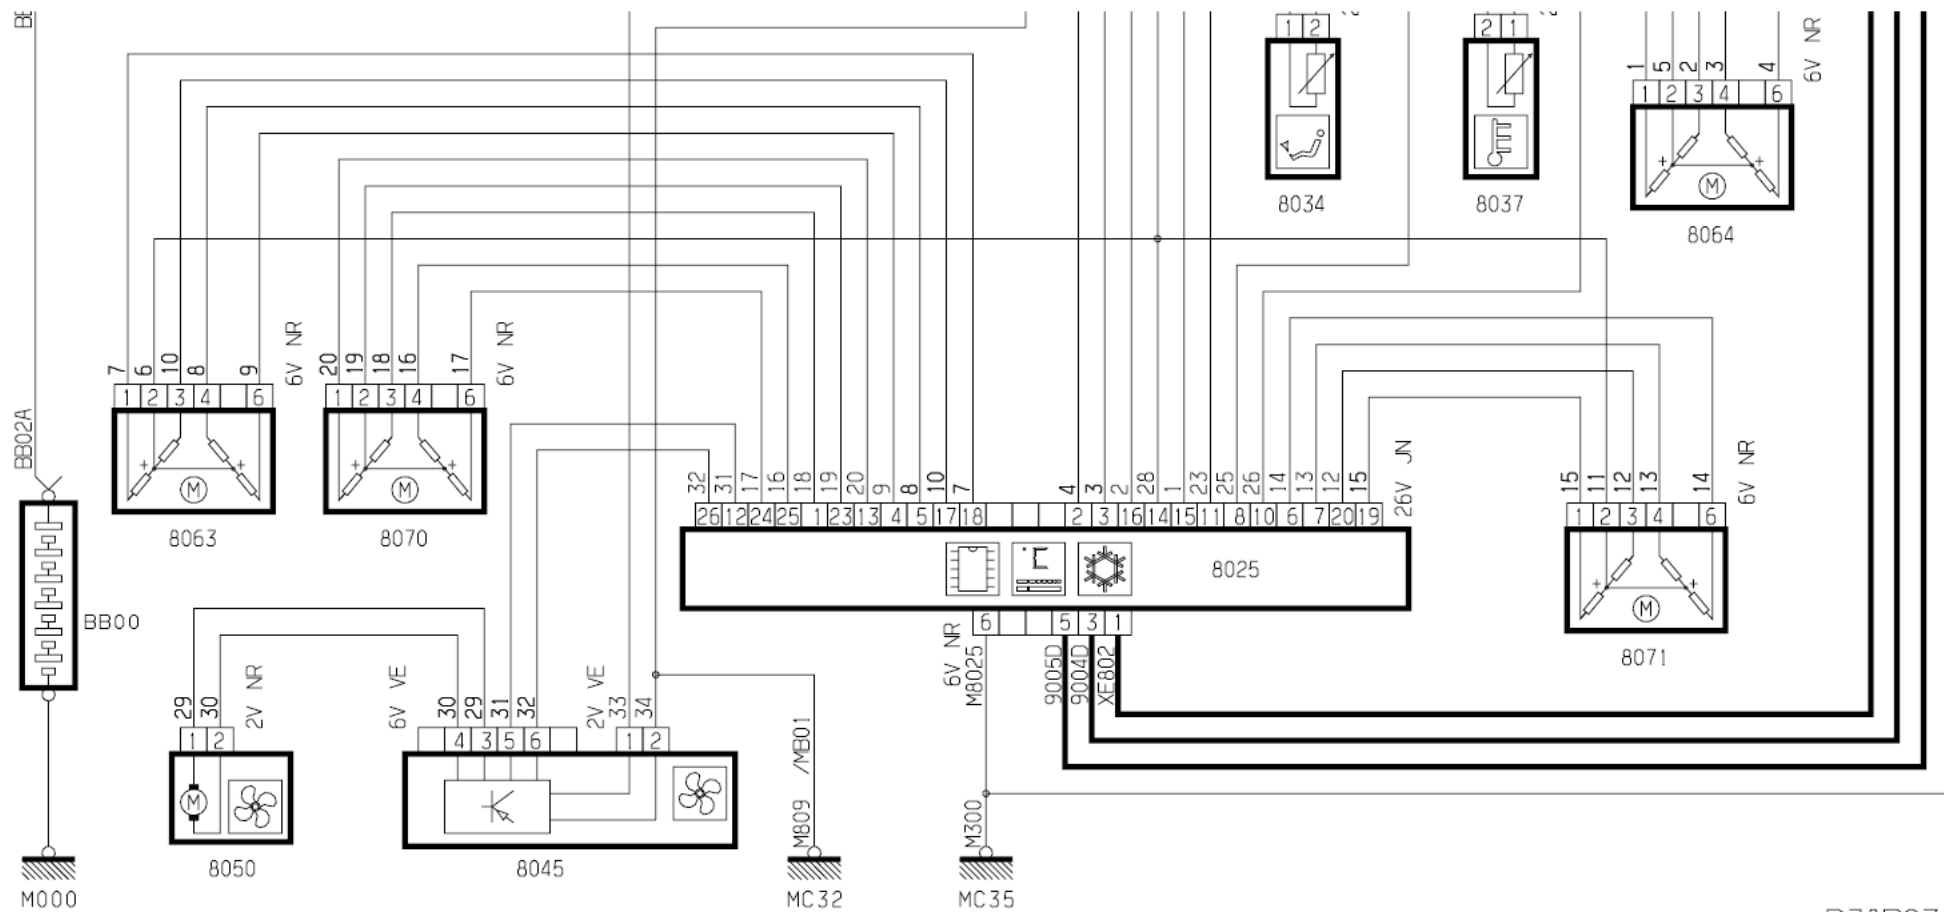 1 2
2 1
6V NR
1 5 2 3 4
1 2 3 4 6
M
8034
8037
8064
BB02A
7 6 10 8 9
6V NR
1 2 3 4 6
M
8063
20 19 18 16 17
6V NR
1 2 3 4 6
M
8070
32 31 17 16 18 19 20 9 8 10 7 4 3 2 28 1 23 25 26 14 13 12 15
26V JN
26 12 24 25 1 23 13 4 5 17 18 2 3 16 14 15 11 8 10 6 7 20 19
°C
8025
15 11 12 13 14
6V NR
1 2 3 4 6
M
8071
BB00
6 5 3 1
6V NR
M8025
9005D
9004D
XE802
29 30
2V NR
1 2
M
8050
6V VE
30 29 31 32
4 3 5 6
2V VE
33 34
1 2
8045
M809 /MB01
M300
M000
MC32
MC35